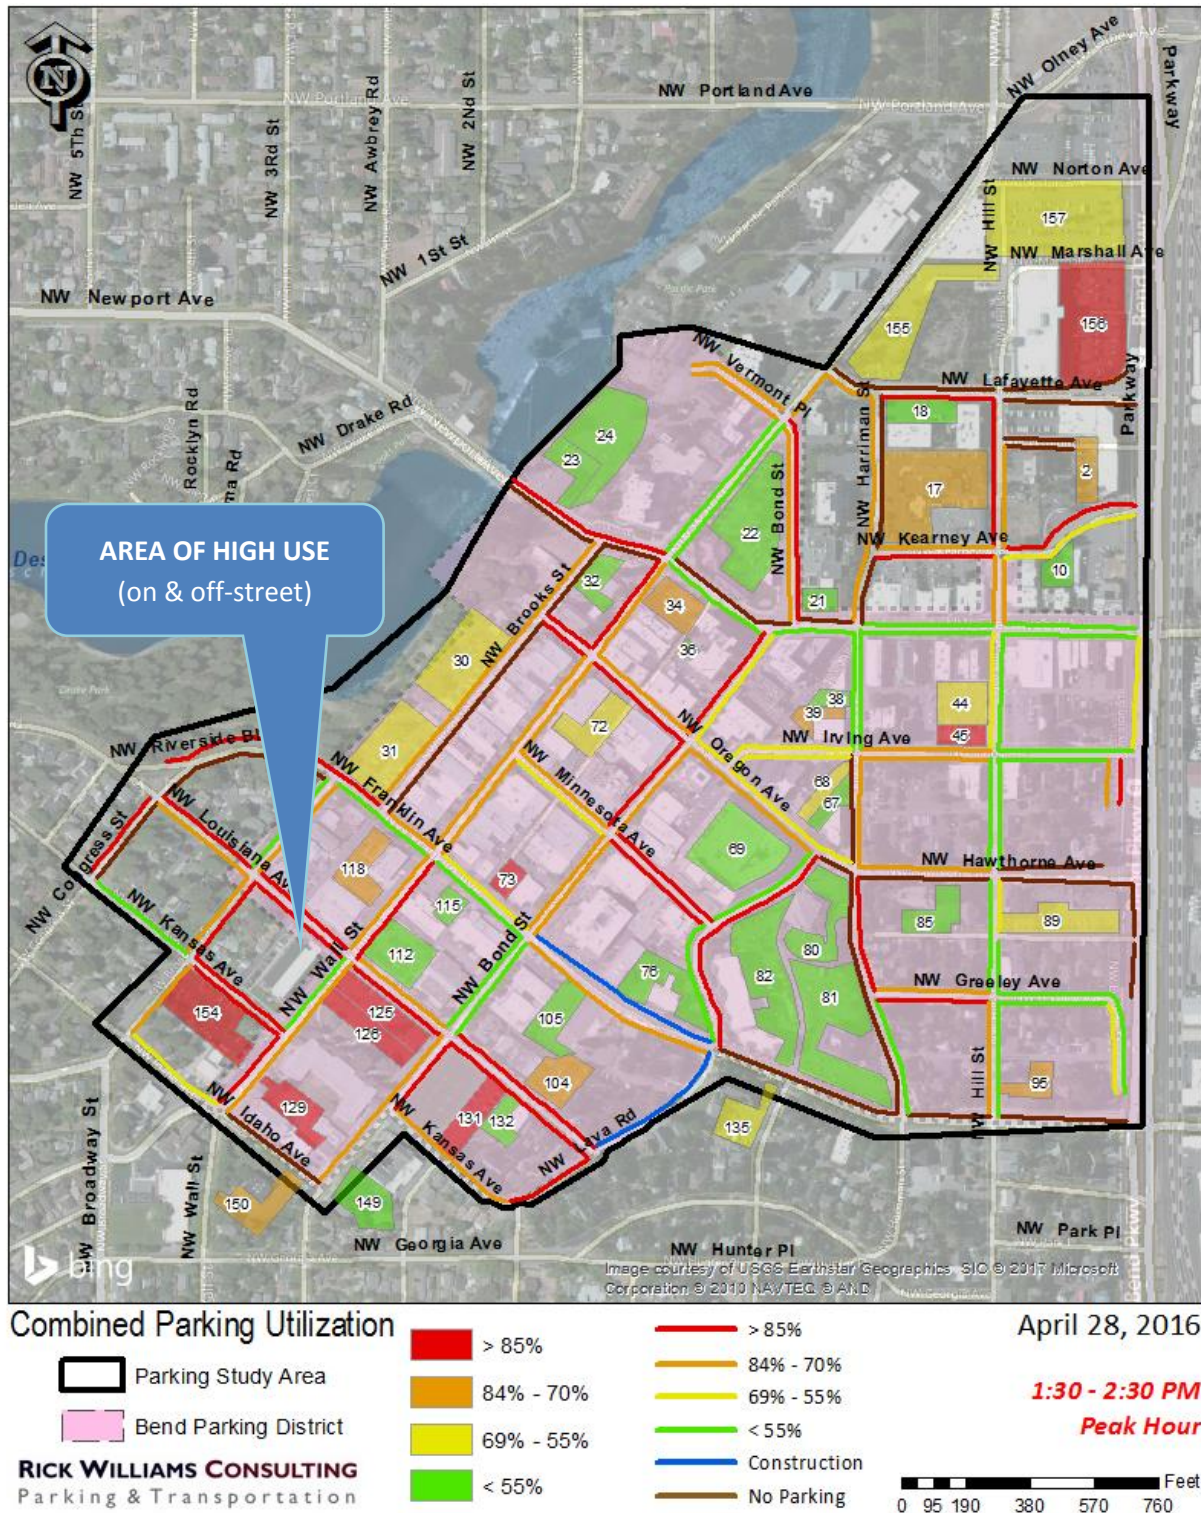 N
NW Olney Ave
Parkway
NW Portland Ave
NW Portland Ave
NW Portland Ave
NW 5Th St
NW 3Rd St
NW Awbrey Rd
NW 2Nd St
NW Norton Ave
NW Hill St
157
NW Marshall Ave
NW 1St St
NW Newport Ave
155
156
Parkway
NW Vermont Pl
NW Lafayette Ave
Rocklyn Rd
NW Drake Rd
NW Harriman St
18
24
23
NW Bond St
2
17
22
NW Kearney Ave
AREA OF HIGH USE
(on & off-street)
10
32
NW Brooks St
34
21
36
30
38
39
44
72
45
NW Oregon Ave
NW Irving Ave
NW Riverside Bl
31
NW Minnesota Ave
68
67
NW Franklin Ave
NW Louisiana Av
NW Congress St
69
NW Hawthorne Ave
118
73
115
85
89
NW Kansas Ave
NW Wall St
NW Bond St
112
80
82
81
76
NW Greeley Ave
154
125
126
105
104
NW Hill St
95
129
NW Idaho Ave
131
132
NW Lava Rd
135
NW Kansas Ave
NW Broadway St
NW Wall St
150
149
NW Georgia Ave
NW Hunter Pl
NW Park Pl
Bend Pkwy
bing
Image courtesy of USGS Earthstar Geographics SIO © 2017 Microsoft
Corporation © 2010 NAVTEQ © AND
Combined Parking Utilization
Parking Study Area
Bend Parking District
RICK WILLIAMS CONSULTING
Parking & Transportation
> 85%
84% - 70%
69% - 55%
< 55%
> 85%
84% - 70%
69% - 55%
< 55%
Construction
No Parking
April 28, 2016
1:30 - 2:30 PM
Peak Hour
Feet
0 95 190 380 570 760